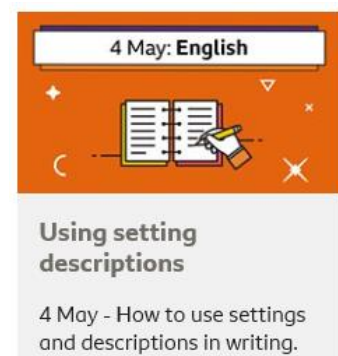 4 May: English
Using setting
descriptions
4 May - How to use settings
and descriptions in writing.